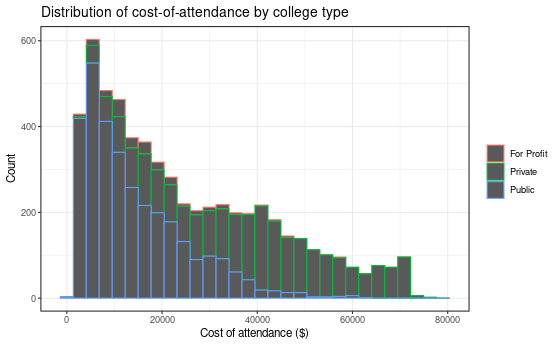 Distribution of cost-of-attendance by college type
600
400
200
0
Count
0
20000
40000
60000
80000
Cost of attendance ($)
For Profit
Private
Public